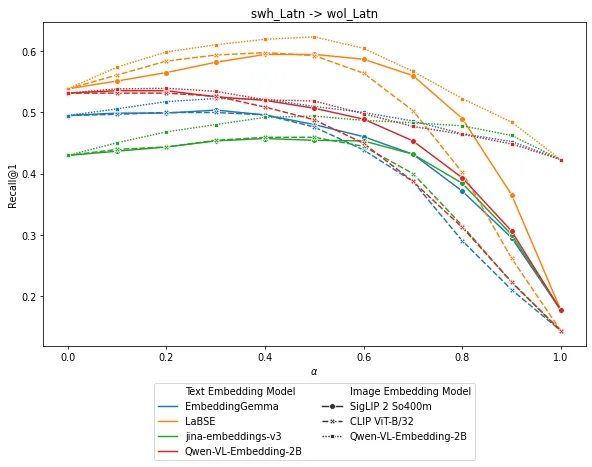 swh_Latn -> wol_Latn
Recall@1
0.6
0.5
0.4
0.3
0.2
0.0
0.2
0.4
0.6
0.8
1.0
α
Text Embedding Model
EmbeddingGemma
LaBSE
jina-embeddings-v3
Qwen-VL-Embedding-2B
Image Embedding Model
SigLIP 2 So400m
CLIP ViT-B/32
Qwen-VL-Embedding-2B